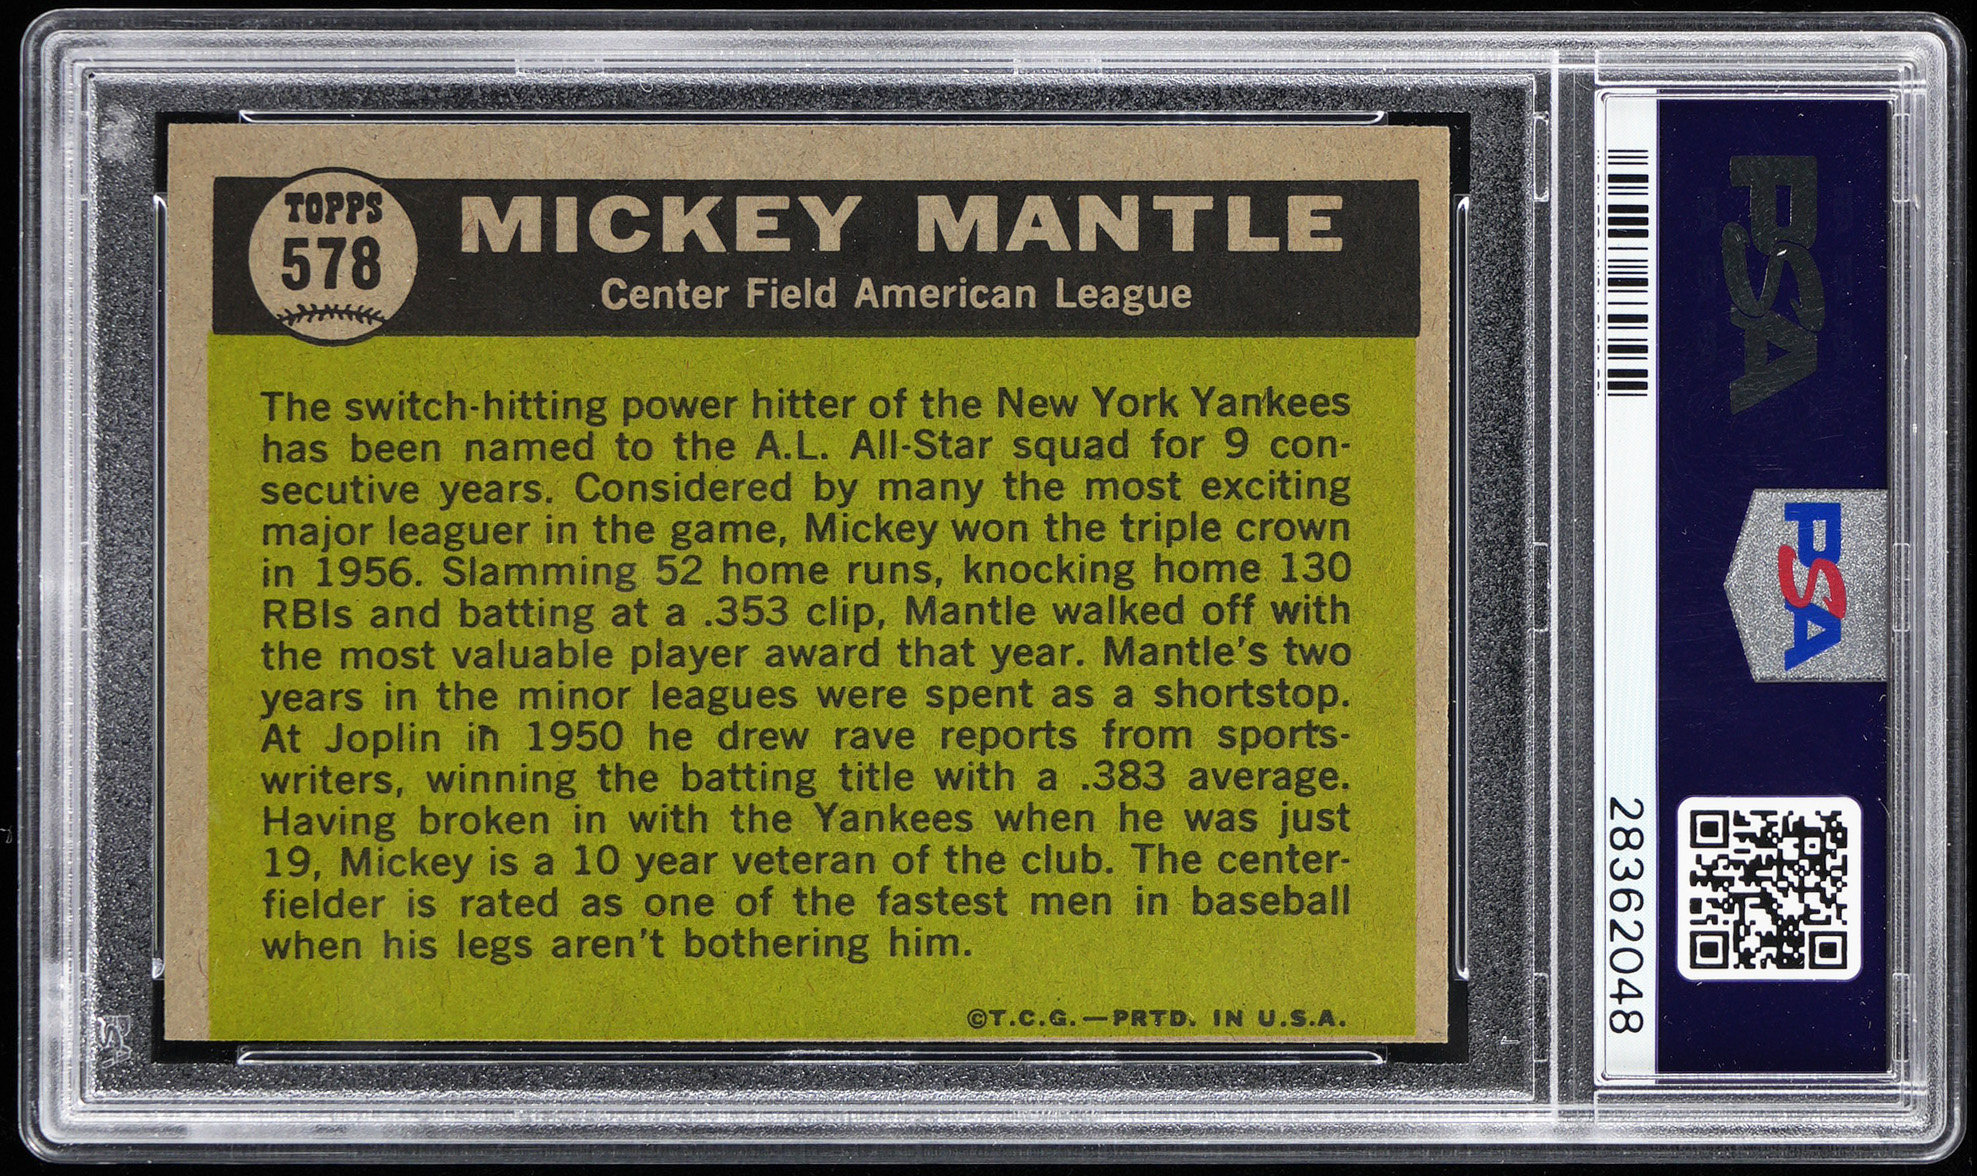 TOPPS
578
MICKEY MANTLE
Center Field American League
The switch-hitting power hitter of the New York Yankees
has been named to the A.L. All-Star squad for 9 con-
secutive years. Considered by many the most exciting
major leaguer in the game, Mickey won the triple crown
in 1956. Slamming 52 home runs, knocking home 130
RBIs and batting at a .353 clip, Mantle walked off with
the most valuable player award that year. Mantle's two
years in the minor leagues were spent as a shortstop.
At Joplin in 1950 he drew rave reports from sports-
writers, winning the batting title with a .383 average.
Having broken in with the Yankees when he was just
19, Mickey is a 10 year veteran of the club. The center-
fielder is rated as one of the fastest men in baseball
when his legs aren't bothering him.
©T.C.G.—PRTD. IN U.S.A.
PSA
PSA
28362048
PSA